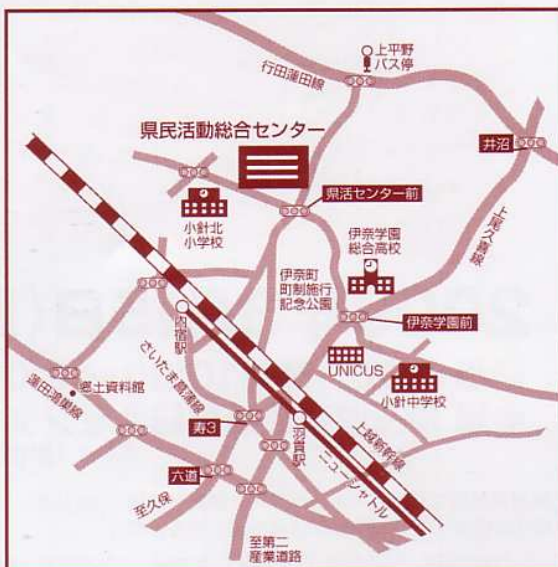 上平野
バス停
行田蓮田線
県民活動総合センター
井沼
県活センター前
小針北
小学校
伊奈学園
総合高校
上尾久喜線
伊奈町
町制施行
記念公園
伊奈学園前
内宿駅
UNICUS
さいたま菖蒲線
郷土資料館
蓮田鴻巣線
小針中学校
寿3
羽貫駅
上越新幹線
ニューシャトル
六道
至久保
至第二
産業道路